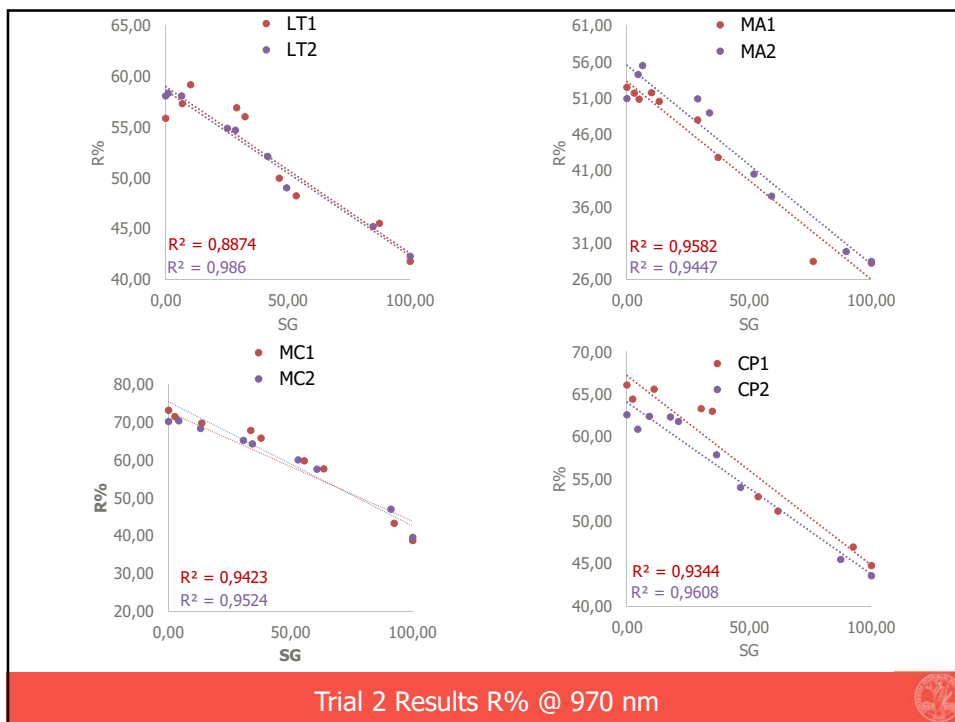 LT1
LT2
65,00
60,00
55,00
50,00
45,00
40,00
R%
R² = 0,8874
R² = 0,986
0,00 50,00 100,00
SG
MA1
MA2
61,00
56,00
51,00
46,00
41,00
36,00
31,00
26,00
R%
R² = 0,9582
R² = 0,9447
0,00 50,00 100,00
SG
MC1
MC2
80,00
70,00
60,00
50,00
40,00
30,00
20,00
R%
R² = 0,9423
R² = 0,9524
0,00 50,00 100,00
SG
CP1
CP2
70,00
65,00
60,00
55,00
50,00
45,00
40,00
R%
R² = 0,9344
R² = 0,9608
0,00 50,00 100,00
SG
Trial 2 Results R% @ 970 nm